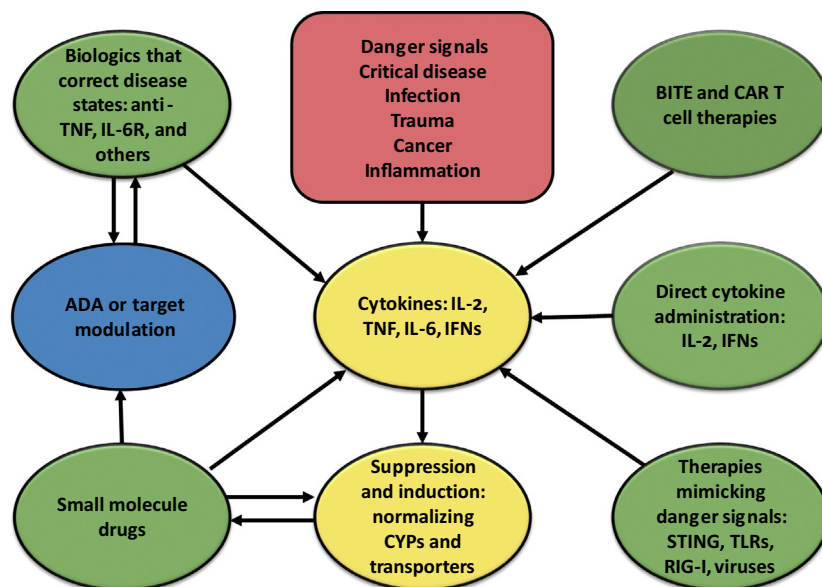 Biologics that
correct disease
states: anti-
TNF, IL-6R, and
others
Danger signals
Critical disease
Infection
Trauma
Cancer
Inflammation
BITE and CAR T
cell therapies
ADA or target
modulation
Cytokines: IL-2,
TNF, IL-6, IFNs
Direct cytokine
administration:
IL-2, IFNs
Small molecule
drugs
Suppression
and induction:
normalizing
CYPs and
transporters
Therapies
mimicking
danger signals:
STING, TLRs,
RIG-I, viruses